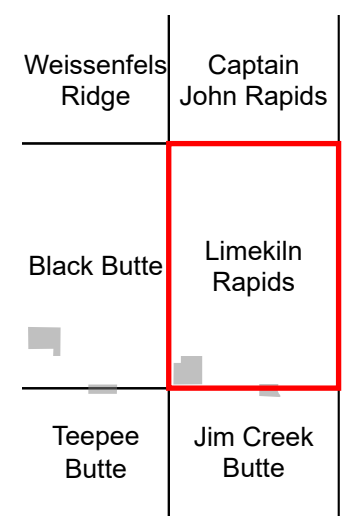 Weissenfels
Ridge
Captain
John Rapids
Black Butte
Limekiln
Rapids
Teepee
Butte
Jim Creek
Butte